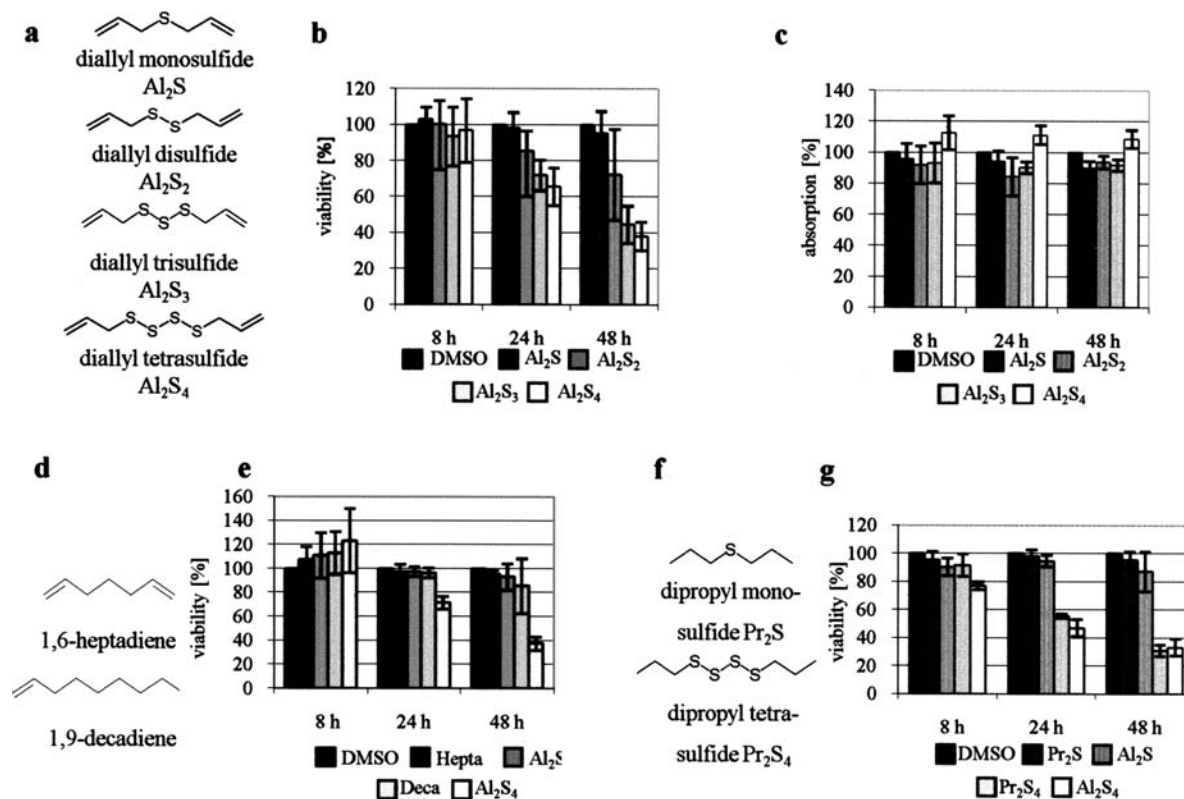 a
S
diallyl monosulfide
Al₂S
S S
diallyl disulfide
Al₂S₂
S S S
diallyl trisulfide
Al₂S₃
S S S S
diallyl tetrasulfide
Al₂S₄
b
viability [%]
120
100
80
60
40
20
0
8 h 24 h 48 h
DMSO Al₂S Al₂S₂
Al₂S₃ Al₂S₄
c
absorption [%]
140
120
100
80
60
40
20
0
8 h 24 h 48 h
DMSO Al₂S Al₂S₂
Al₂S₃ Al₂S₄
d
1,6-heptadiene
1,9-decadiene
e
viability [%]
160
140
120
100
80
60
40
20
0
8 h 24 h 48 h
DMSO Hepta Al₂S
Deca Al₂S₄
f
S
dipropyl mono-
sulfide Pr₂S
S S S S
dipropyl tetra-
sulfide Pr₂S₄
g
viability [%]
120
100
80
60
40
20
0
8 h 24 h 48 h
DMSO Pr₂S Al₂S
Pr₂S₄ Al₂S₄